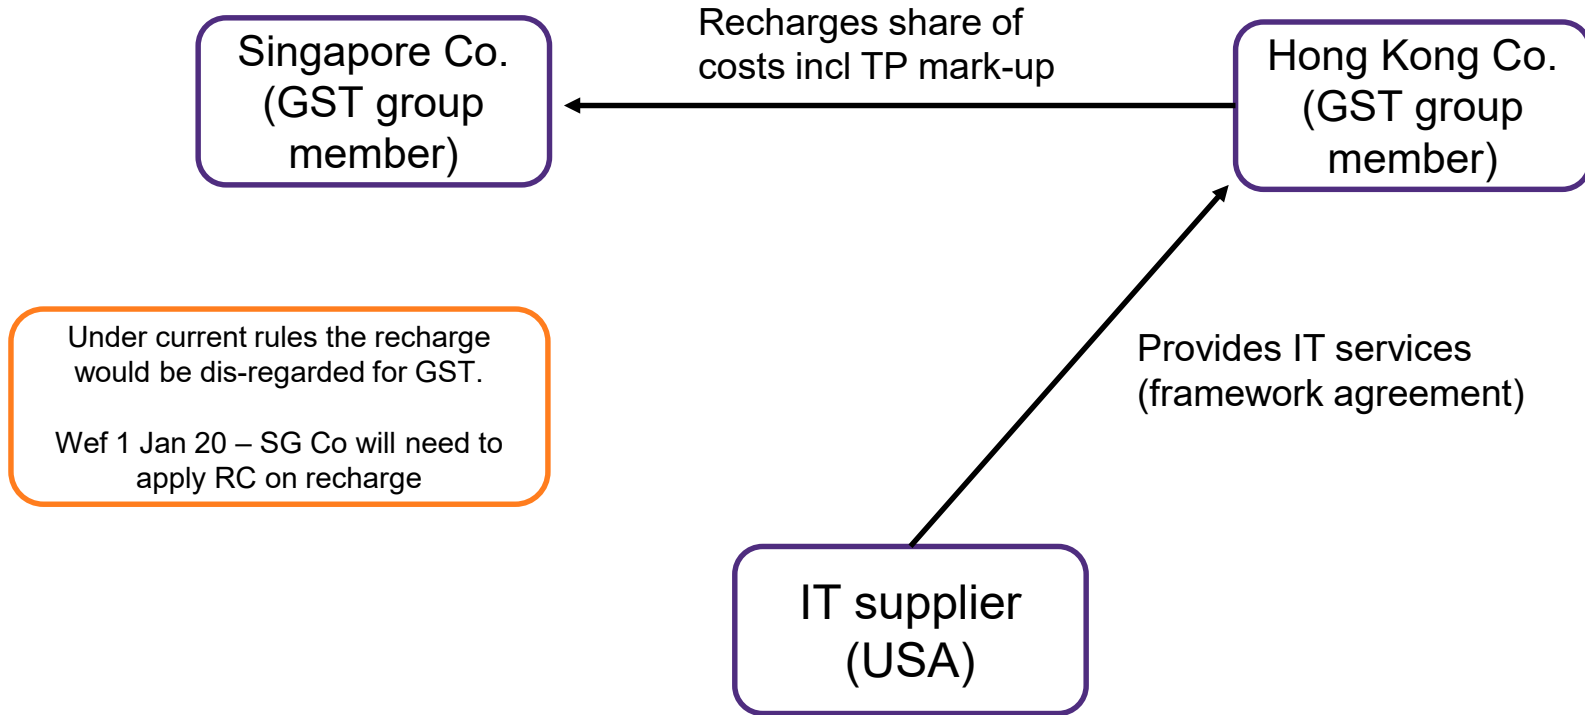 Singapore Co.
(GST group
member)
Recharges share of
costs incl TP mark-up
Hong Kong Co.
(GST group
member)
Under current rules the recharge
would be dis-regarded for GST.
Wef 1 Jan 20 – SG Co will need to
apply RC on recharge
Provides IT services
(framework agreement)
IT supplier
(USA)